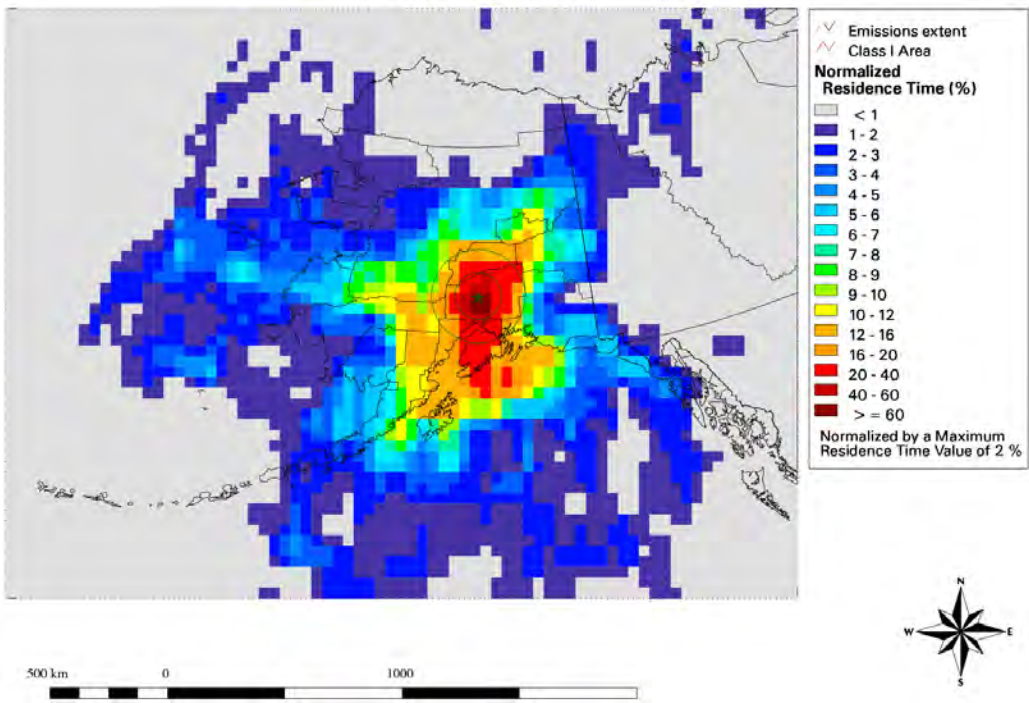 Emissions extent
Class I Area
Normalized
Residence Time (%)
< 1
1 - 2
2 - 3
3 - 4
4 - 5
5 - 6
6 - 7
7 - 8
8 - 9
9 - 10
10 - 12
12 - 16
16 - 20
20 - 40
40 - 60
> = 60
Normalized by a Maximum
Residence Time Value of 2 %
N
W
E
S
500 km
0
1000